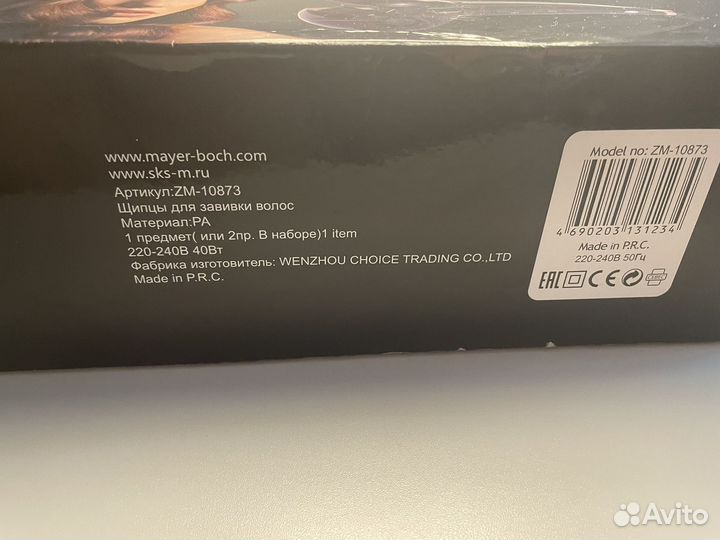 www.mayer-boch.com
www.sks-m.ru
Артикул:ZM-10873
Щипцы для завивки волос
Материал:PA
1 предмет( или 2пр. В наборе)1 item
220-240В 40Вт
Фабрика изготовитель: WENZHOU CHOICE TRADING CO.,LTD
Made in P.R.C.
Model no: ZM-10873
4 690203 131234
Made in P.R.C.
220-240В 50Гц
EAC CE
Avito